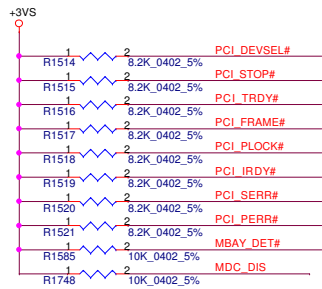 +3VS
1 2 PCI_DEVSEL#
R1514 8.2K_0402_5%
1 2 PCI_STOP#
R1515 8.2K_0402_5%
1 2 PCI_TRDY#
R1516 8.2K_0402_5%
1 2 PCI_FRAME#
R1517 8.2K_0402_5%
1 2 PCI_PLOCK#
R1518 8.2K_0402_5%
1 2 PCI_IRDY#
R1519 8.2K_0402_5%
1 2 PCI_SERR#
R1520 8.2K_0402_5%
1 2 PCI_PERR#
R1521 8.2K_0402_5%
1 2 MBAY_DET#
R1585 10K_0402_5%
1 2 MDC_DIS
R1748 10K_0402_5%